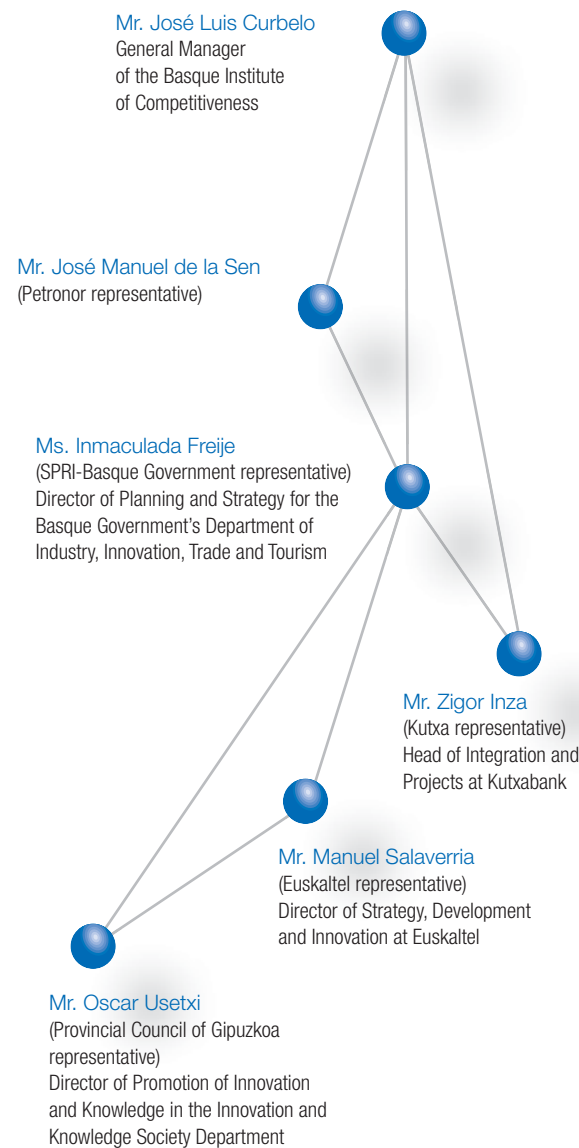 Mr. José Luis Curbelo
General Manager
of the Basque Institute
of Competitiveness
Mr. José Manuel de la Sen
(Petronor representative)
Ms. Inmaculada Freije
(SPRI-Basque Government representative)
Director of Planning and Strategy for the
Basque Government’s Department of
Industry, Innovation, Trade and Tourism
Mr. Zigor Inza
(Kutxa representative)
Head of Integration and
Projects at Kutxabank
Mr. Manuel Salaverria
(Euskaltel representative)
Director of Strategy, Development
and Innovation at Euskaltel
Mr. Oscar Usetxi
(Provincial Council of Gipuzkoa
representative)
Director of Promotion of Innovation
and Knowledge in the Innovation and
Knowledge Society Department